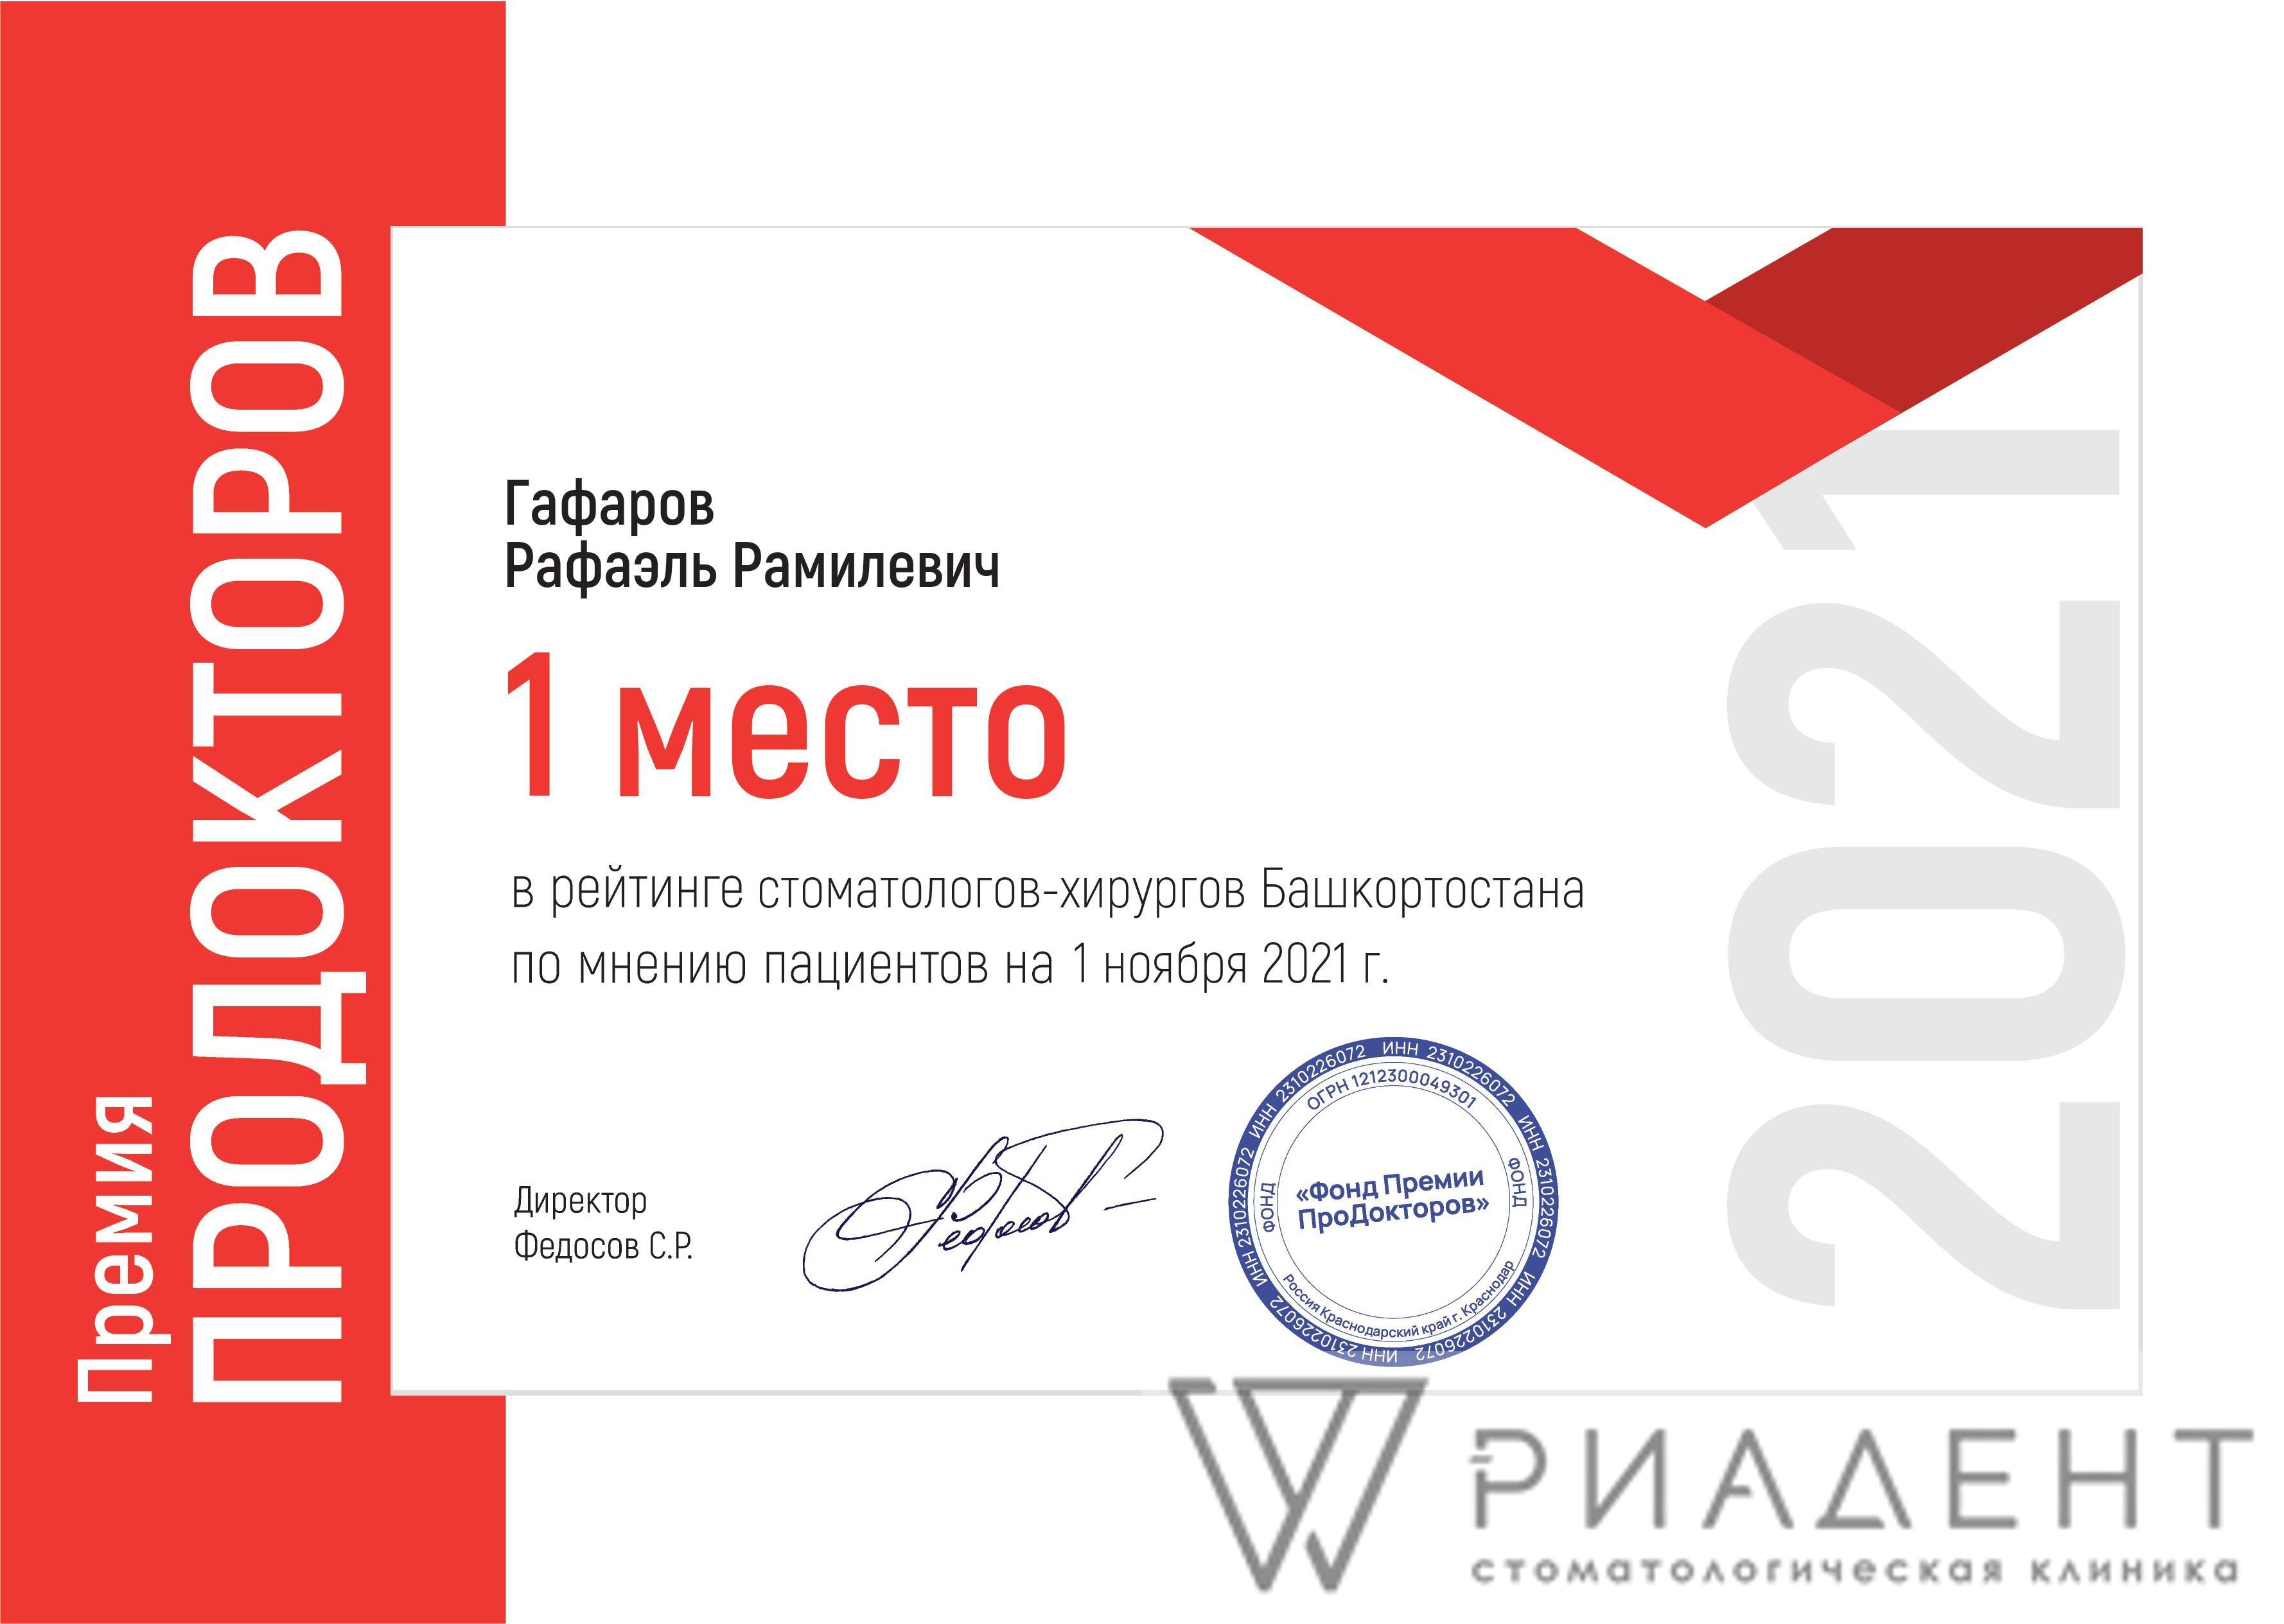 Премия
ПРОДОКТОРОВ
Гафаров
Рафаэль Рамилевич
1 место
в рейтинге стоматологов-хирургов Башкортостана
по мнению пациентов на 1 ноября 2021 г.
2021
Директор
Федосов С.Р.
Федосов
ИНН 2310226072 ИНН 2310226072 ИНН 2310226072 ИНН 2310226072 ИНН 2310226072 ИНН 2310226072
ОГРН 1212300049301
ФОНД
«Фонд Премии
ПроДокторов»
ФОНД
Россия Краснодарский край г. Краснодар
РИАДЕНТ
стоматологическая клиника